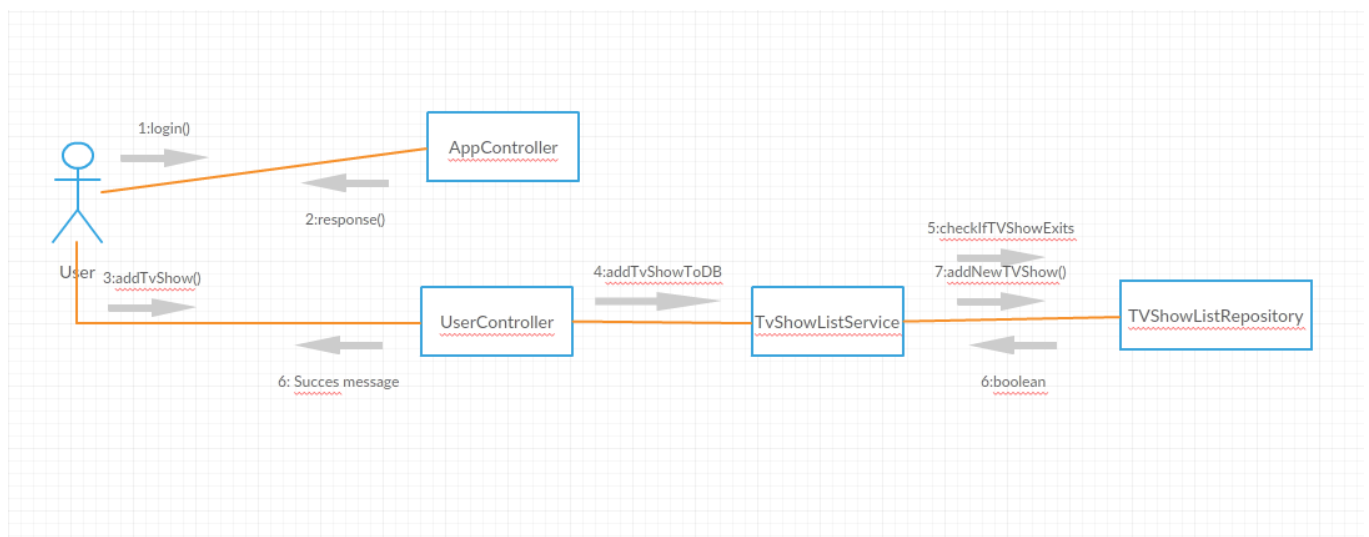 1:login()
AppController
2:response()
User
3:addTvShow()
4:addTvShowToDB
5:checkIfTVShowExits
7:addNewTVShow()
UserController
TvShowListService
TVShowListRepository
6: Succes message
6:boolean